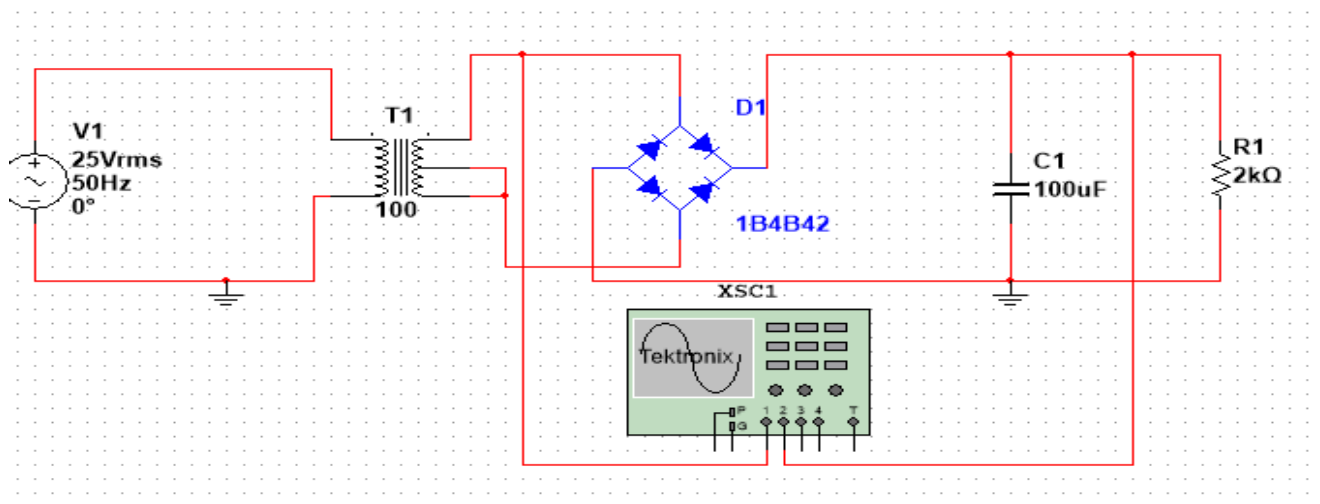 V1
25Vrms
50Hz
0°
T1
100
D1
1B4B42
C1
100uF
R1
2kΩ
XSC1
Tektronix
P
G
1 2 3 4 T